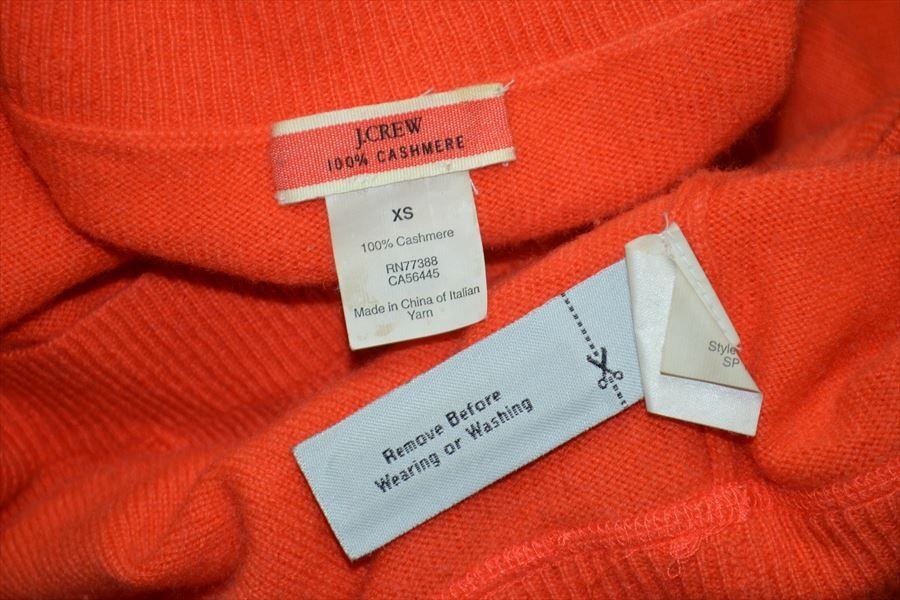 J.CREW
100% CASHMERE
XS
100% Cashmere
RN77388
CA56445
Made in China of Italian
Yarn
Remove Before
Wearing or Washing
Style
SP